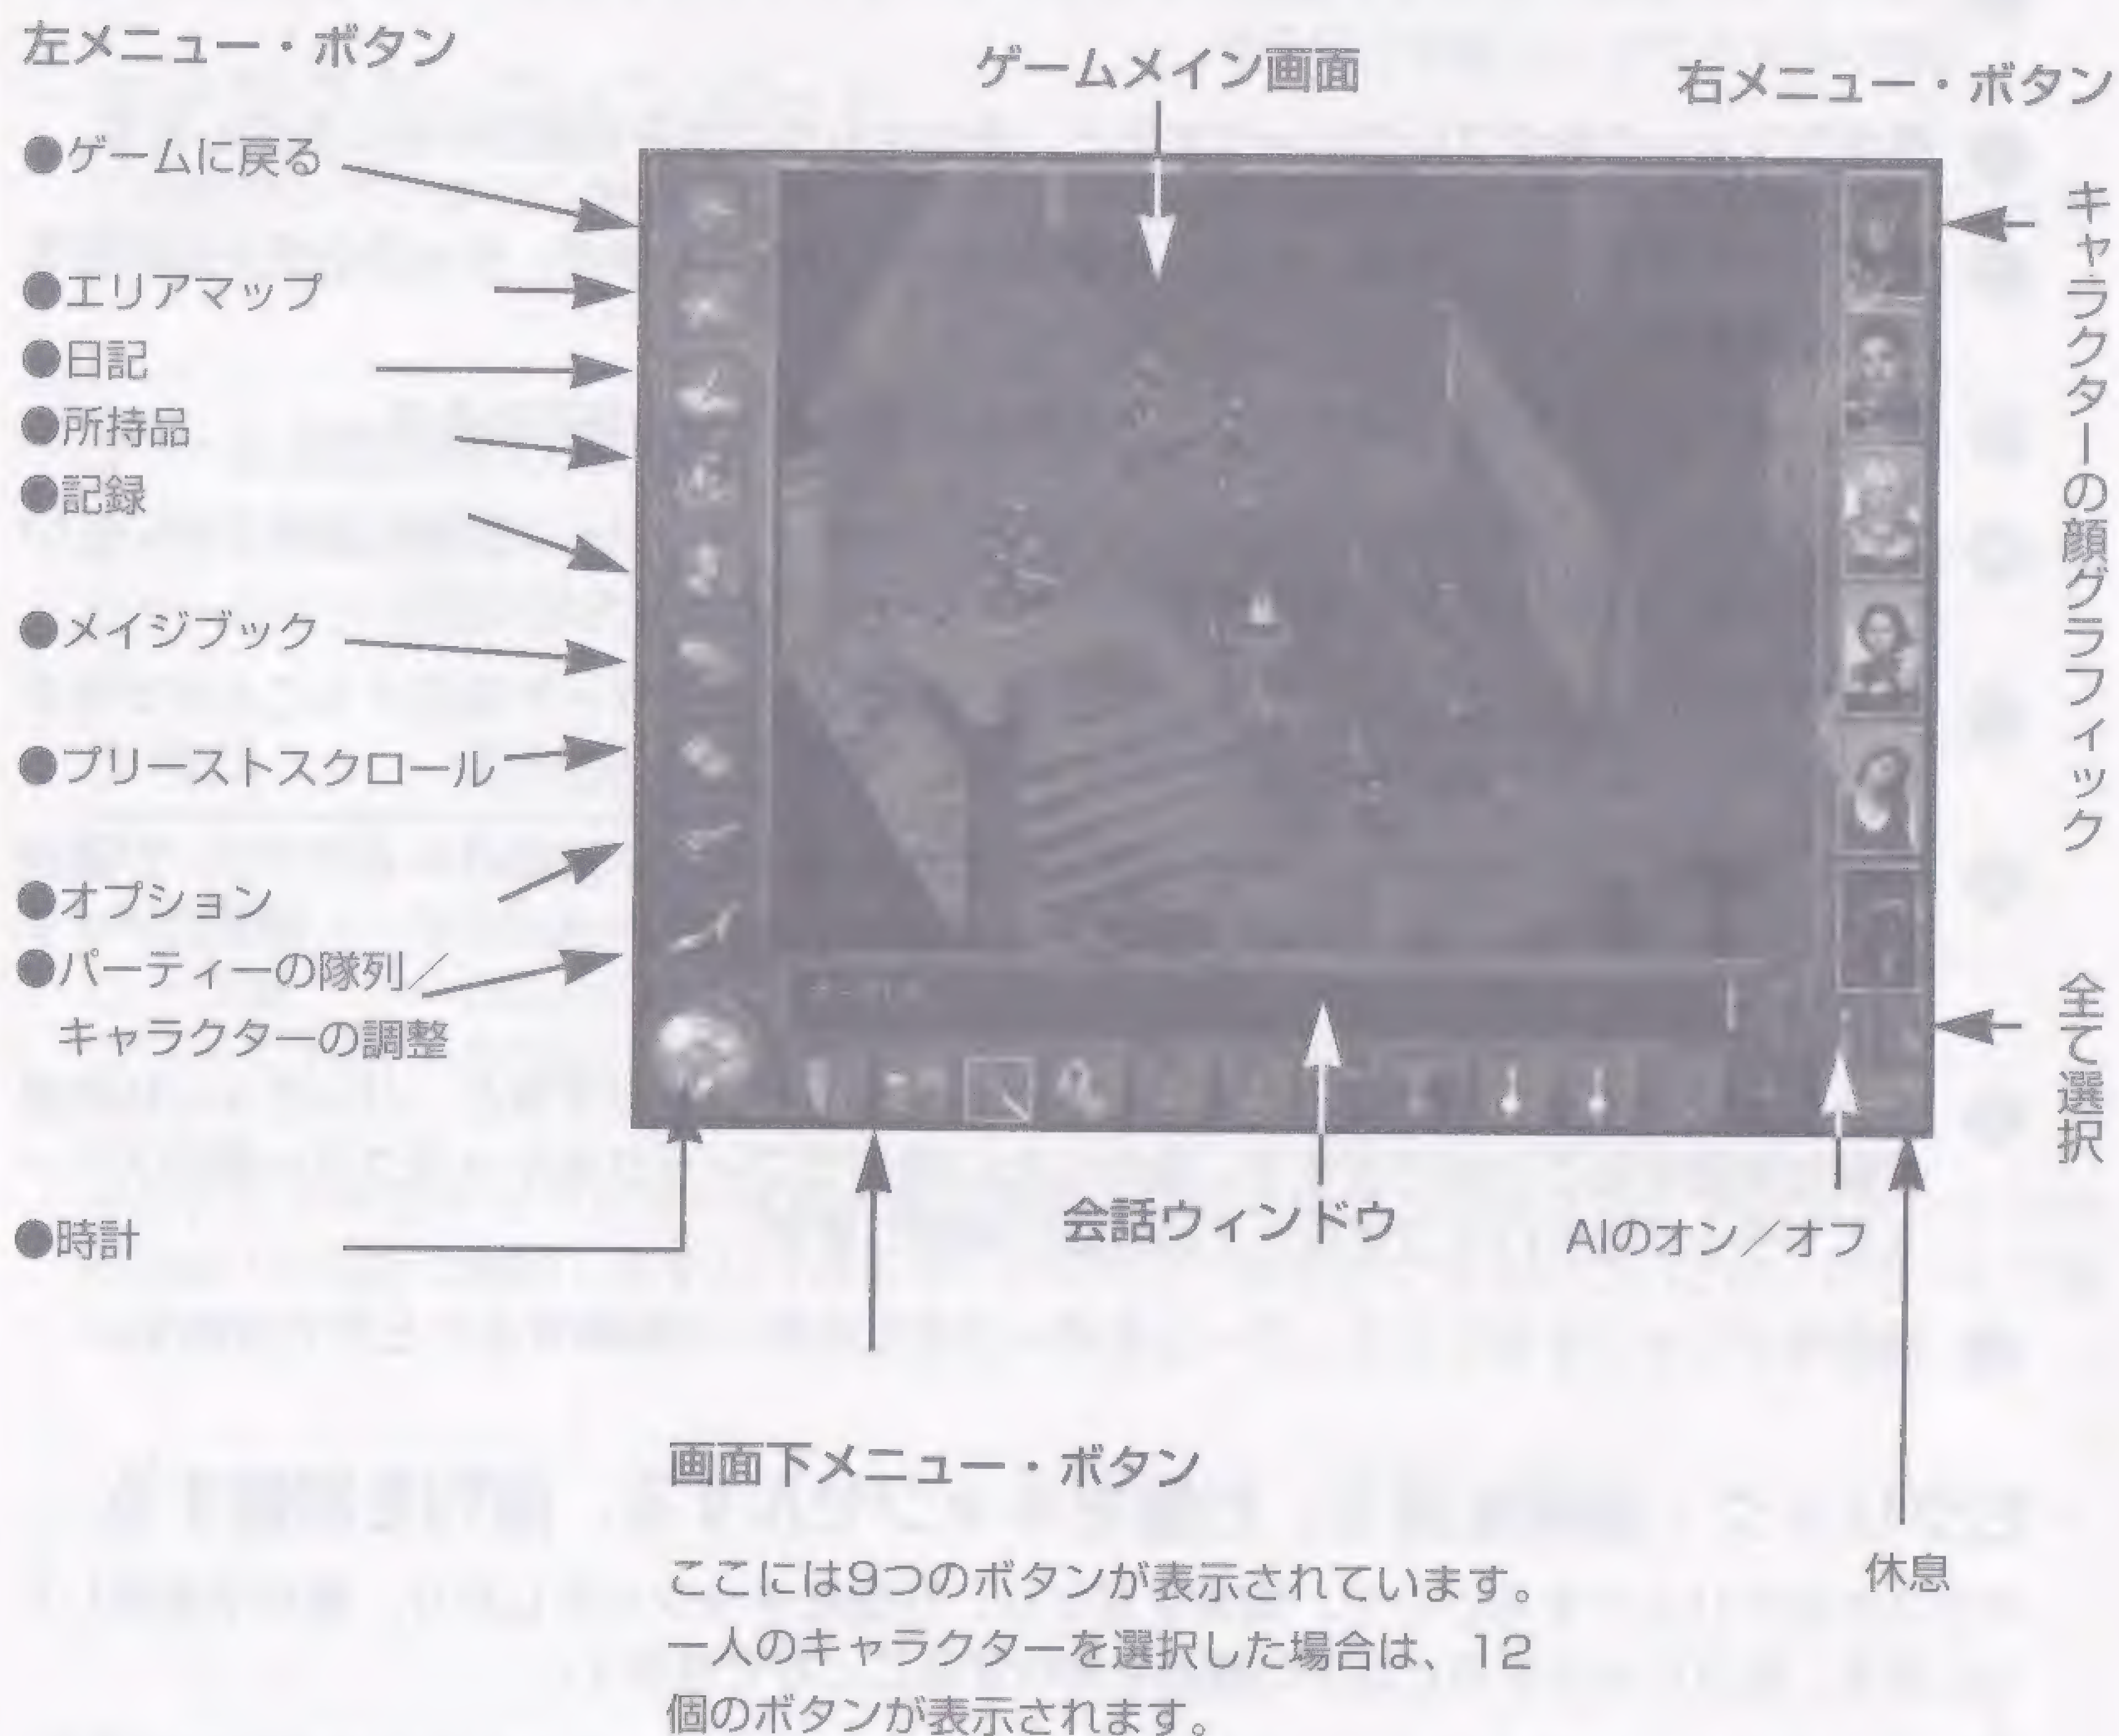 左メニュー・ボタン
ゲームメイン画面
右メニュー・ボタン
●ゲームに戻る
●エリアマップ
●日記
●所持品
●記録
●メイジブック
●プリーストスクロール
●オプション
●パーティーの隊列／
キャラクターの調整
●時計
キャラクターの顔グラフィック
全て選択
会話ウィンドウ
AIのオン／オフ
休息
画面下メニュー・ボタン
ここには9つのボタンが表示されています。
一人のキャラクターを選択した場合は、12
個のボタンが表示されます。